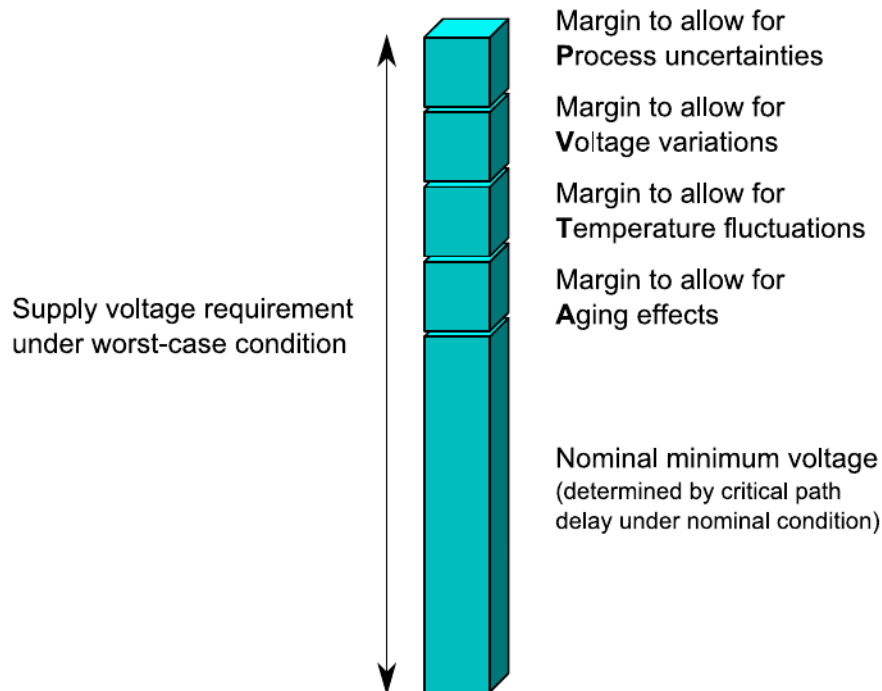 Margin to allow for
Process uncertainties
Margin to allow for
Voltage variations
Margin to allow for
Temperature fluctuations
Margin to allow for
Aging effects
Supply voltage requirement
under worst-case condition
Nominal minimum voltage
(determined by critical path
delay under nominal condition)